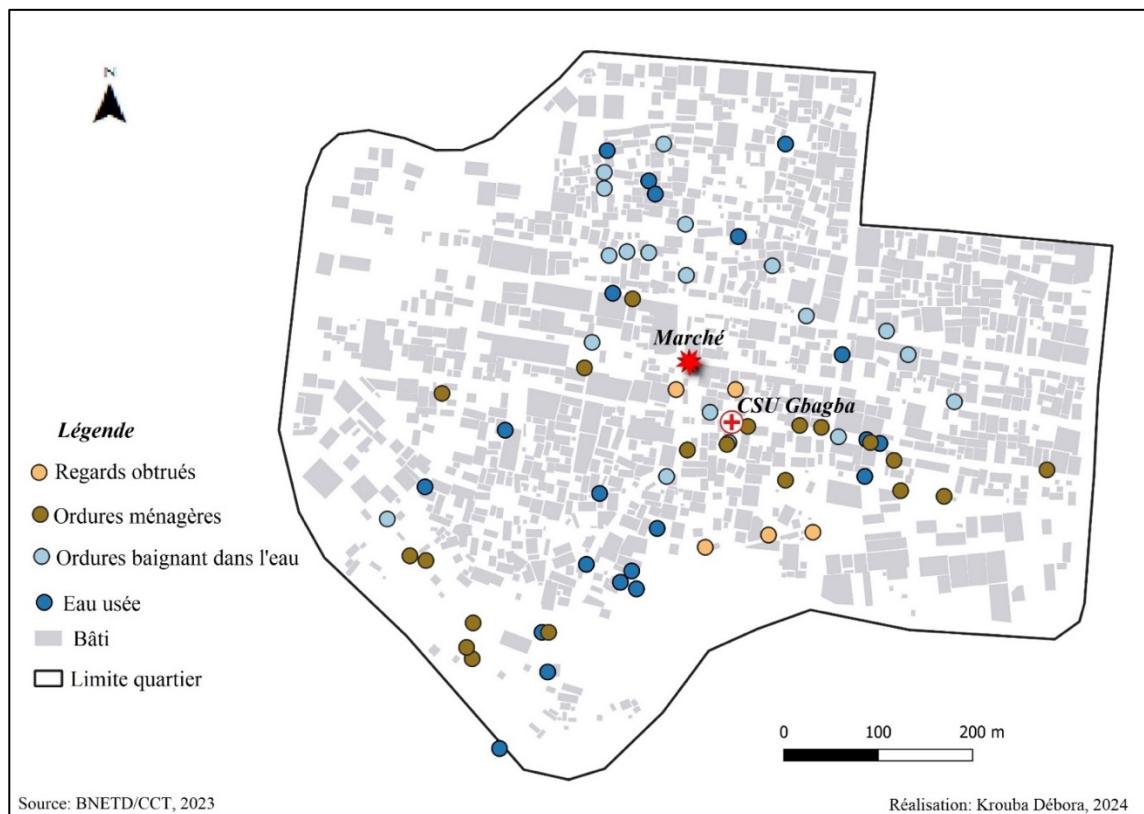 N
Marché
CSU Gbagba
Légende
Regards obtrués
Ordures ménagères
Ordures baignant dans l'eau
Eau usée
Bâti
Limite quartier
0 100 200 m
Source: BNETD/CCT, 2023
Réalisation: Krouba Débora, 2024